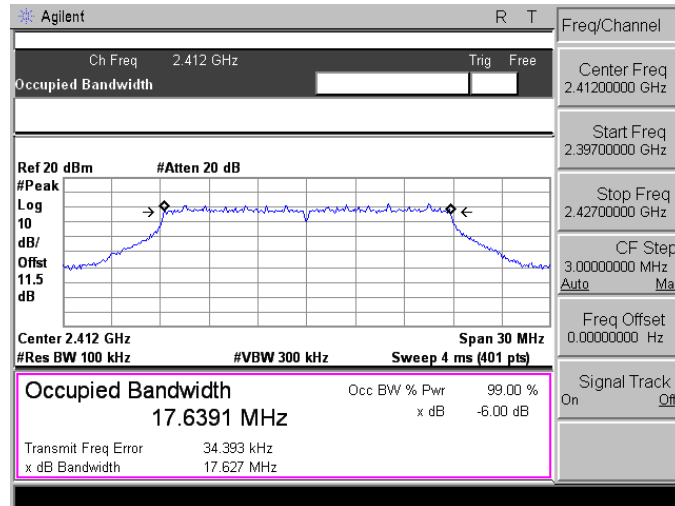 Agilent R T
Freq/Channel
Ch Freq 2.412 GHz Trig Free
Occupied Bandwidth
Center Freq
2.41200000 GHz
Start Freq
2.39700000 GHz
Stop Freq
2.42700000 GHz
CF Step
3.00000000 MHz
Auto Ma
Freq Offset
0.00000000 Hz
Signal Track
On Off
Ref 20 dBm #Atten 20 dB
#Peak
Log
10
dB/
Offst
11.5
dB
Center 2.412 GHz Span 30 MHz
#Res BW 100 kHz #VBW 300 kHz Sweep 4 ms (401 pts)
Occupied Bandwidth Occ BW % Pwr 99.00 %
17.6391 MHz x dB -6.00 dB
Transmit Freq Error 34.393 kHz
x dB Bandwidth 17.627 MHz